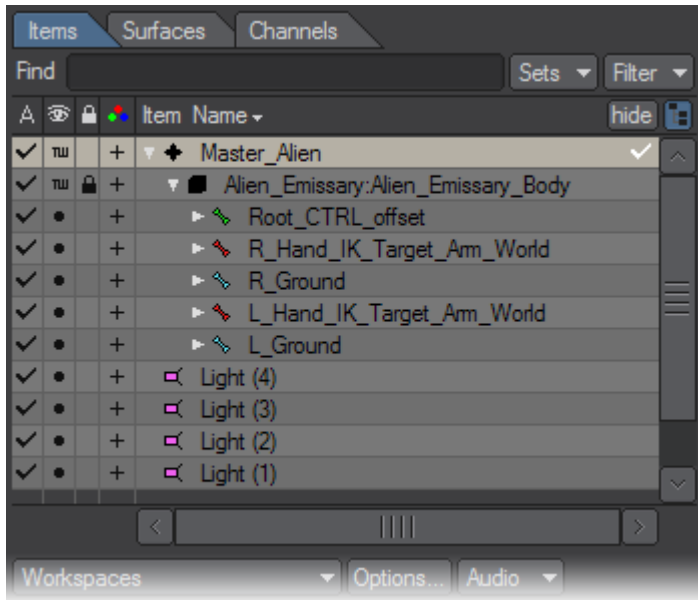 Items Surfaces Channels
Find Sets Filter
A Item Name hide
Master_Alien
Alien_Emissary:Alien_Emissary_Body
Root_CTRL_offset
R_Hand_IK_Target_Arm_World
R_Ground
L_Hand_IK_Target_Arm_World
L_Ground
Light (4)
Light (3)
Light (2)
Light (1)
Workspaces Options... Audio